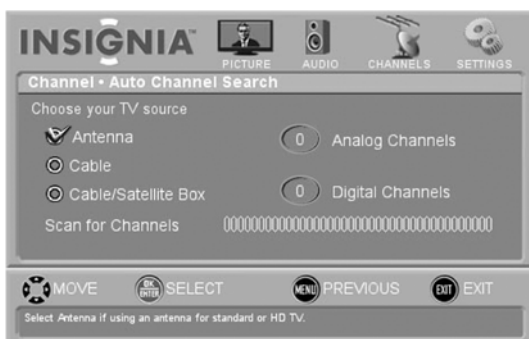 INSIGNIA
PICTURE AUDIO CHANNELS SETTINGS
Channel • Auto Channel Search
Choose your TV source
Antenna
0 Analog Channels
Cable
Cable/Satellite Box
0 Digital Channels
Scan for Channels
MOVE OK ENTER SELECT MENU PREVIOUS EXIT EXIT
Select Antenna if using an antenna for standard or HD TV.